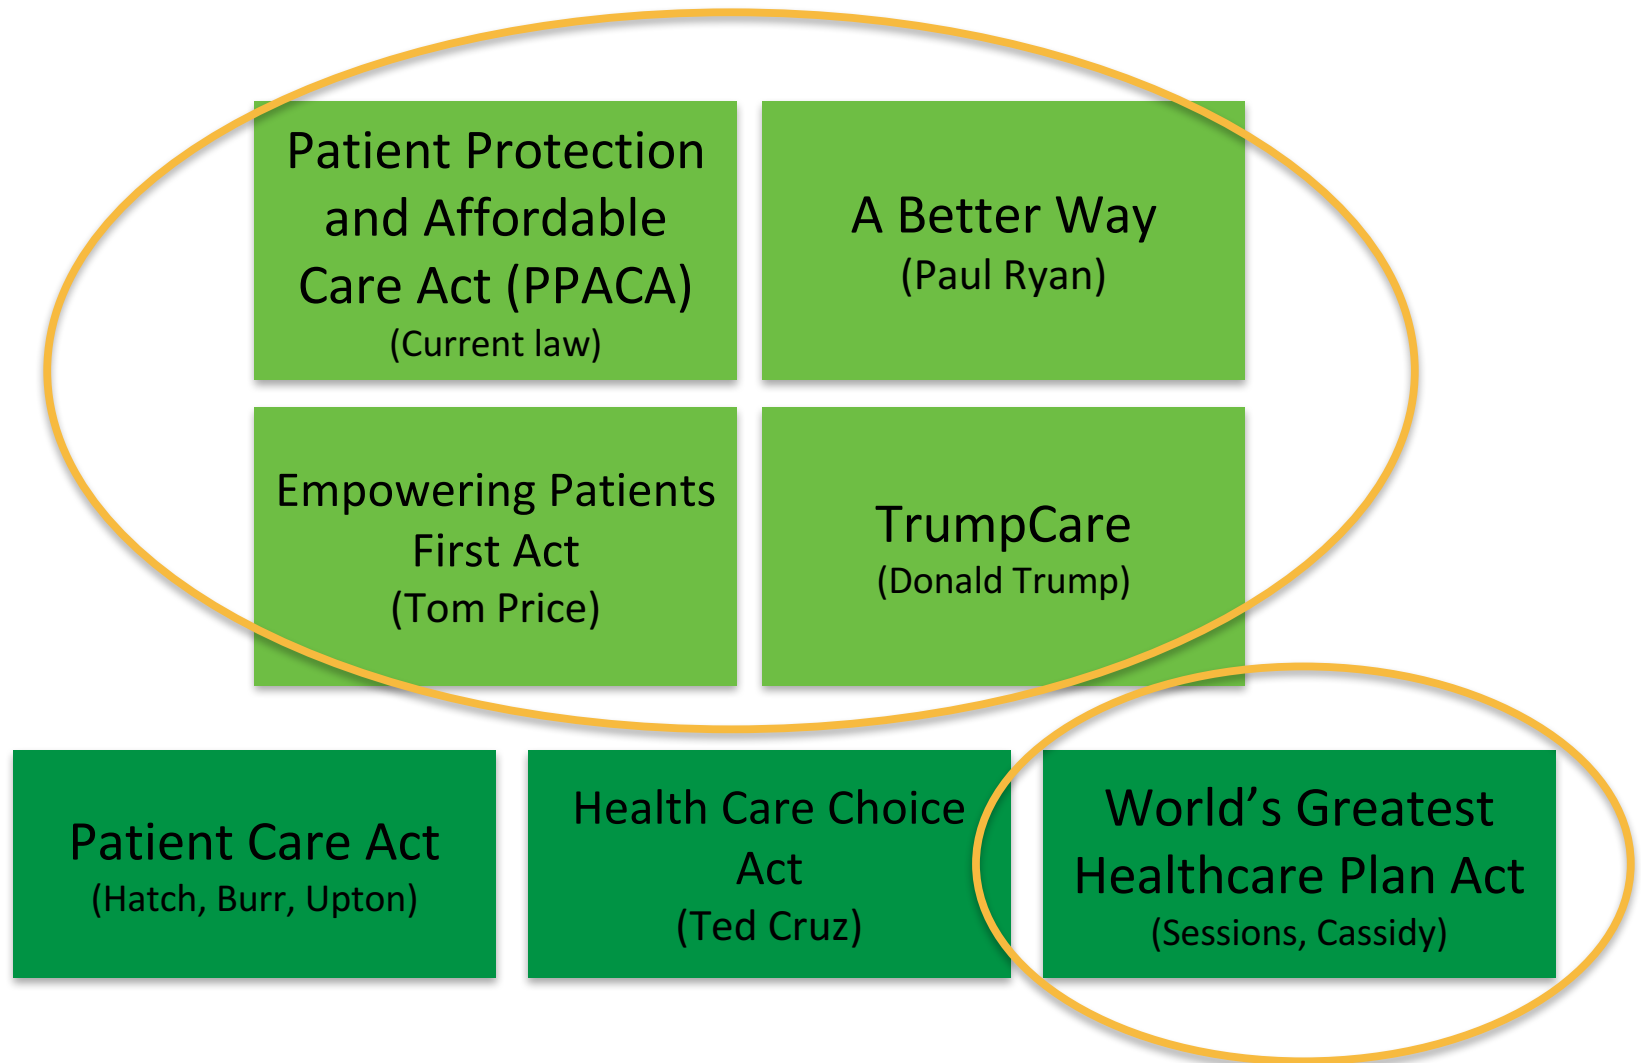 Patient Protection
and Affordable
Care Act (PPACA)
(Current law)
A Better Way
(Paul Ryan)
Empowering Patients
First Act
(Tom Price)
TrumpCare
(Donald Trump)
Patient Care Act
(Hatch, Burr, Upton)
Health Care Choice
Act
(Ted Cruz)
World’s Greatest
Healthcare Plan Act
(Sessions, Cassidy)